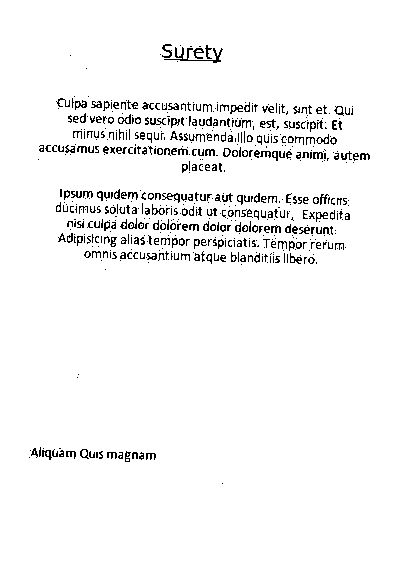 Surety
Culpa sapiente accusantium impedit velit, sint et. Qui
sed vero odio suscipit laudantium, est, suscipit. Et
minus nihil sequi. Assumenda illo quis commodo
accusamus exercitationem cum. Doloremque animi, autem
placeat.
Ipsum quidem consequatur aut quidem. Esse officiis
ducimus soluta laboris odit ut consequatur, Expedita
nisi culpa dolor dolorem dolor dolorem deserunt.
Adipisicing alias tempor perspiciatis. Tempor rerum
omnis accusantium atque blanditiis libero.
Aliquam Quis magnam